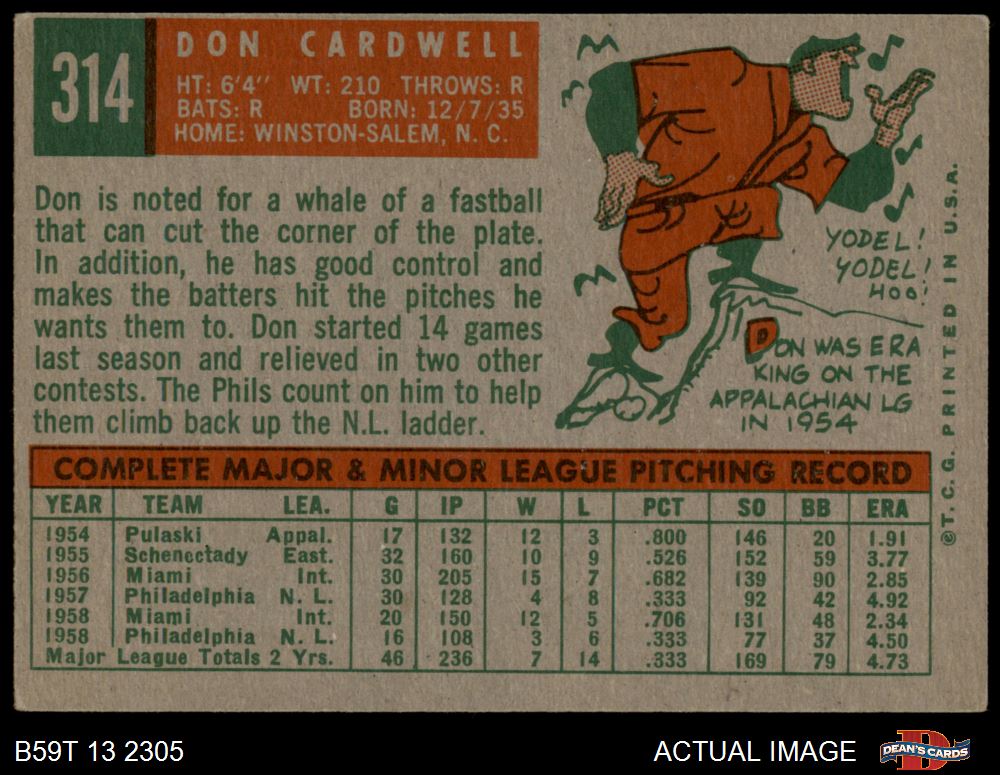 314
DON CARDWELL
HT: 6'4" WT: 210 THROWS: R
BATS: R BORN: 12/7/35
HOME: WINSTON-SALEM, N. C.
Don is noted for a whale of a fastball
that can cut the corner of the plate.
In addition, he has good control and
makes the batters hit the pitches he
wants them to. Don started 14 games
last season and relieved in two other
contests. The Phils count on him to help
them climb back up the N.L. ladder.
YODEL!
YODEL!
HOO!
DON WAS ERA
KING ON THE
APPALACHIAN LG
IN 1954
©T. C. G. PRINTED IN U.S.A.
COMPLETE MAJOR & MINOR LEAGUE PITCHING RECORD
YEAR TEAM LEA. G IP W L PCT SO BB ERA
1954 Pulaski Appal. 17 132 12 3 .800 146 20 1.91
1955 Schenectady East. 32 160 10 9 .526 152 59 3.77
1956 Miami Int. 30 205 15 7 .682 139 90 2.85
1957 Philadelphia N. L. 30 128 4 8 .333 92 42 4.92
1958 Miami Int. 20 150 12 5 .706 131 48 2.34
1958 Philadelphia N. L. 16 108 3 6 .333 77 37 4.50
Major League Totals 2 Yrs. 46 236 7 14 .333 169 79 4.73
B59T 13 2305
ACTUAL IMAGE
D
DEAN'S CARDS